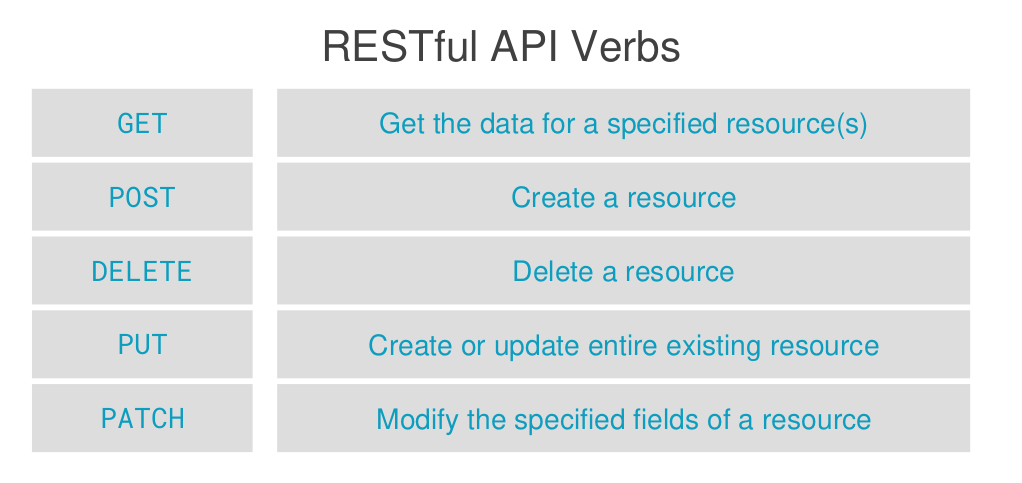 RESTful API Verbs
GET
Get the data for a specified resource(s)
POST
Create a resource
DELETE
Delete a resource
PUT
Create or update entire existing resource
PATCH
Modify the specified fields of a resource